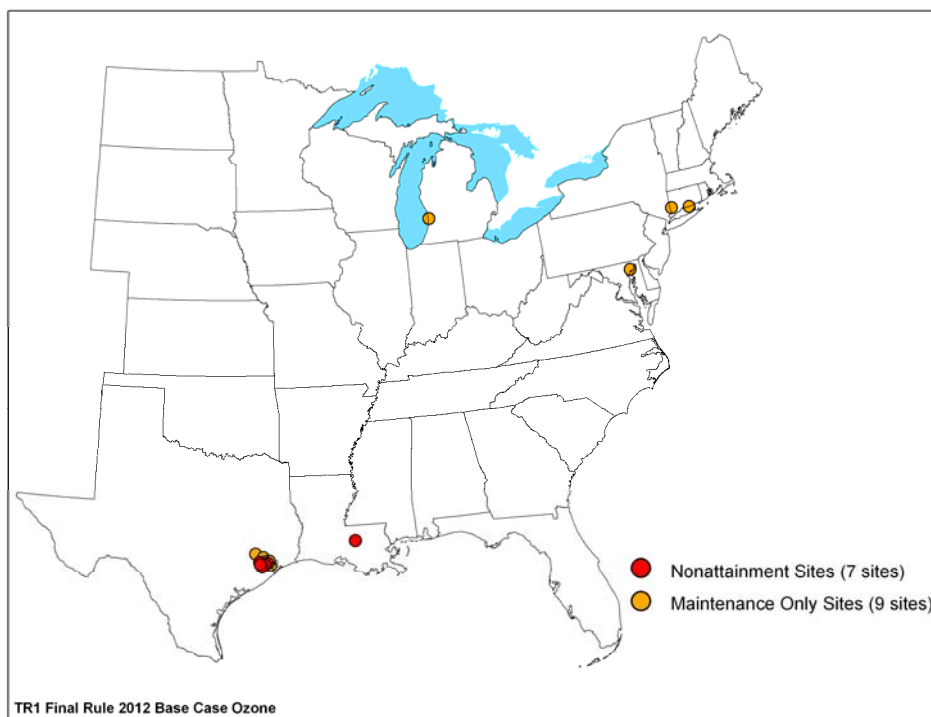 Nonattainment Sites (7 sites)
Maintenance Only Sites (9 sites)
TR1 Final Rule 2012 Base Case Ozone